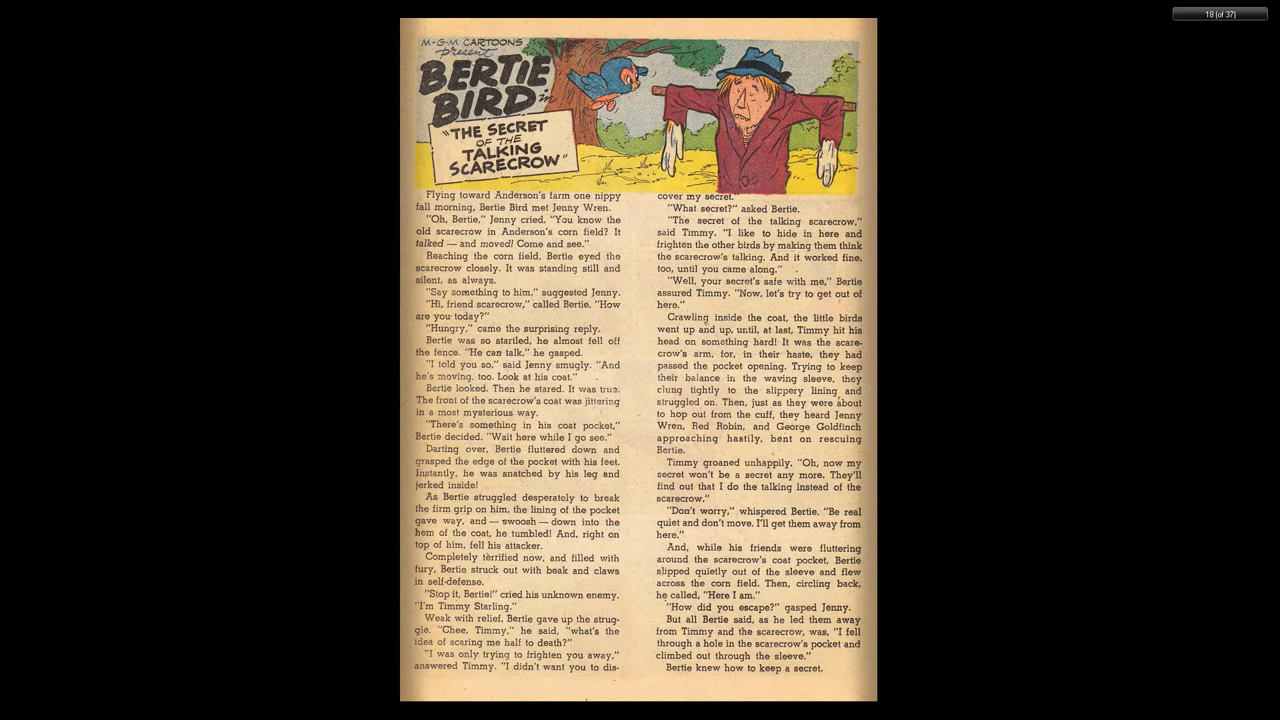 18 (of 37)
M-G-M CARTOONS
present
BERTIE
BIRD in
"THE SECRET
OF THE
TALKING
SCARECROW"
Flying toward Anderson's farm one nippy
fall morning, Bertie Bird met Jenny Wren.
"Oh, Bertie," Jenny cried. "You know the
old scarecrow in Anderson's corn field? It
talked — and moved! Come and see."
Reaching the corn field, Bertie eyed the
scarecrow closely. It was standing still and
silent, as always.
"Say something to him," suggested Jenny.
"Hi, friend scarecrow," called Bertie. "How
are you today?"
"Hungry," came the surprising reply.
Bertie was so startled, he almost fell off
the fence. "He can talk," he gasped.
"I told you so," said Jenny smugly. "And
he's moving, too. Look at his coat."
Bertie looked. Then he stared. It was true.
The front of the scarecrow's coat was jittering
in a most mysterious way.
"There's something in his coat pocket,"
Bertie decided. "Wait here while I go see."
Darting over, Bertie fluttered down and
grasped the edge of the pocket with his feet.
Instantly, he was snatched by his leg and
jerked inside!
As Bertie struggled desperately to break
the firm grip on him, the lining of the pocket
gave way, and — swoosh — down into the
hem of the coat, he tumbled! And, right on
top of him, fell his attacker.
Completely terrified now, and filled with
fury, Bertie struck out with beak and claws
in self-defense.
"Stop it, Bertie!" cried his unknown enemy.
"I'm Timmy Starling."
Weak with relief, Bertie gave up the strug-
gle. "Chee, Timmy," he said, "what's the
idea of scaring me half to death?"
"I was only trying to frighten you away,"
answered Timmy. "I didn't want you to dis-
cover my secret."
"What secret?" asked Bertie.
"The secret of the talking scarecrow,"
said Timmy. "I like to hide in here and
frighten the other birds by making them think
the scarecrow's talking. And it worked fine,
too, until you came along."
"Well, your secret's safe with me," Bertie
assured Timmy. "Now, let's try to get out of
here."
Crawling inside the coat, the little birds
went up and up, until, at last, Timmy hit his
head on something hard! It was the scare-
crow's arm, for, in their haste, they had
passed the pocket opening. Trying to keep
their balance in the waving sleeve, they
clung tightly to the slippery lining and
struggled on. Then, just as they were about
to hop out from the cuff, they heard Jenny
Wren, Red Robin, and George Goldfinch
approaching hastily, bent on rescuing
Bertie.
Timmy groaned unhappily. "Oh, now my
secret won't be a secret any more. They'll
find out that I do the talking instead of the
scarecrow."
"Don't worry," whispered Bertie. "Be real
quiet and don't move. I'll get them away from
here."
And, while his friends were fluttering
around the scarecrow's coat pocket, Bertie
slipped quietly out of the sleeve and flew
across the corn field. Then, circling back,
he called, "Here I am."
"How did you escape?" gasped Jenny.
But all Bertie said, as he led them away
from Timmy and the scarecrow, was, "I fell
through a hole in the scarecrow's pocket and
climbed out through the sleeve."
Bertie knew how to keep a secret.